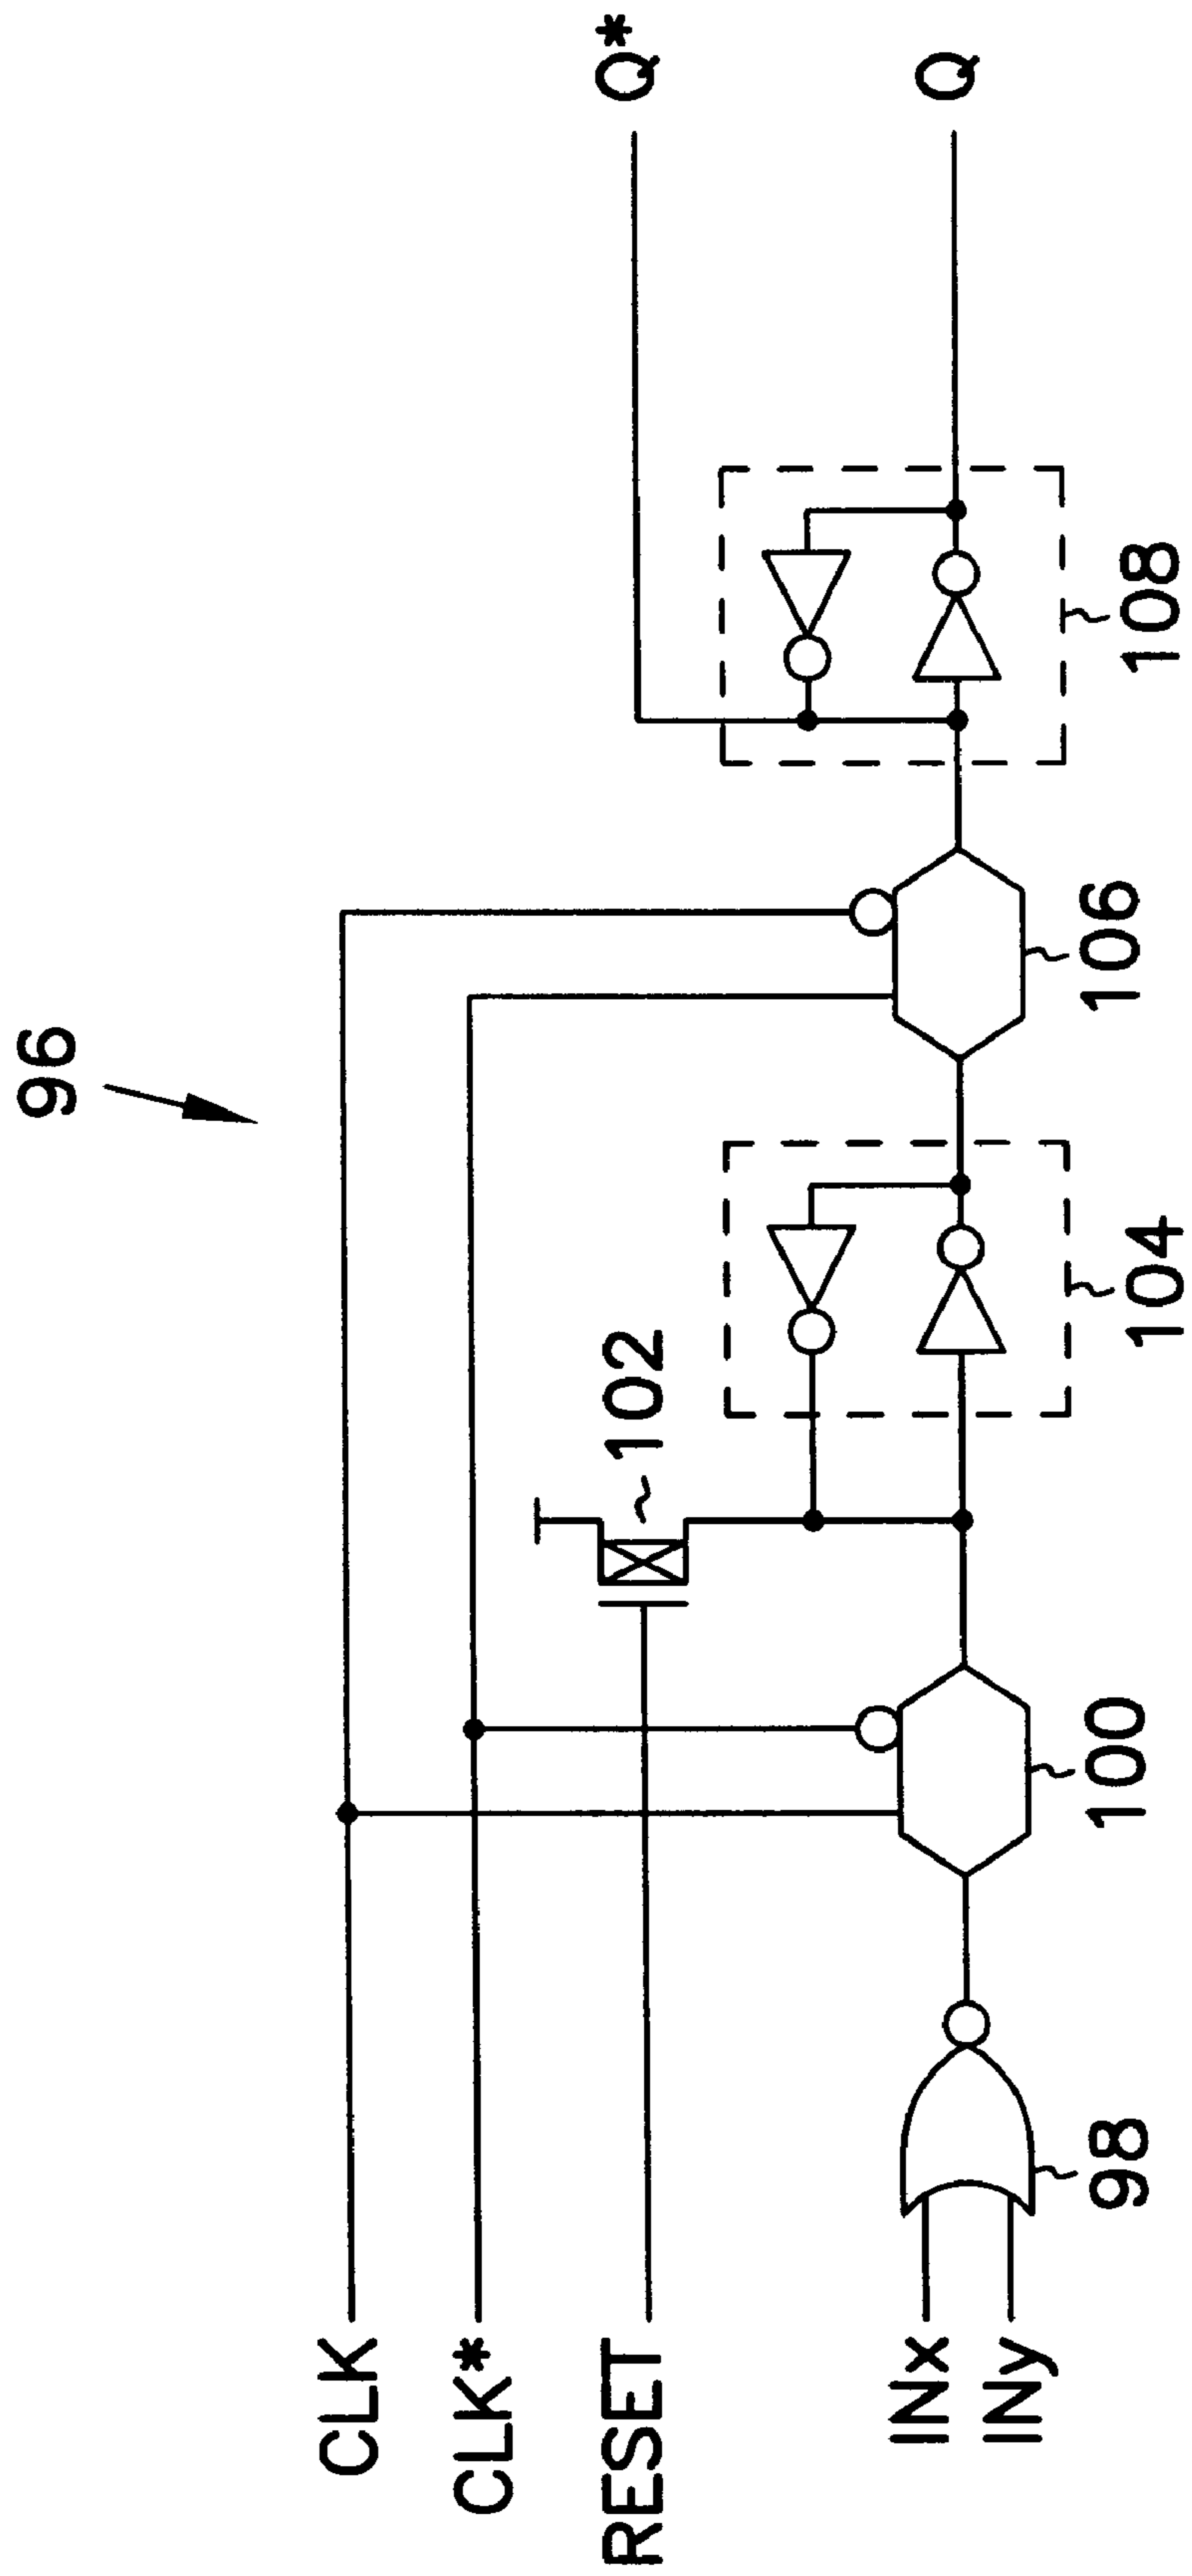 96
CLK
CLK*
RESET
INx
INy
98
100
102
104
106
108
Q*
Q